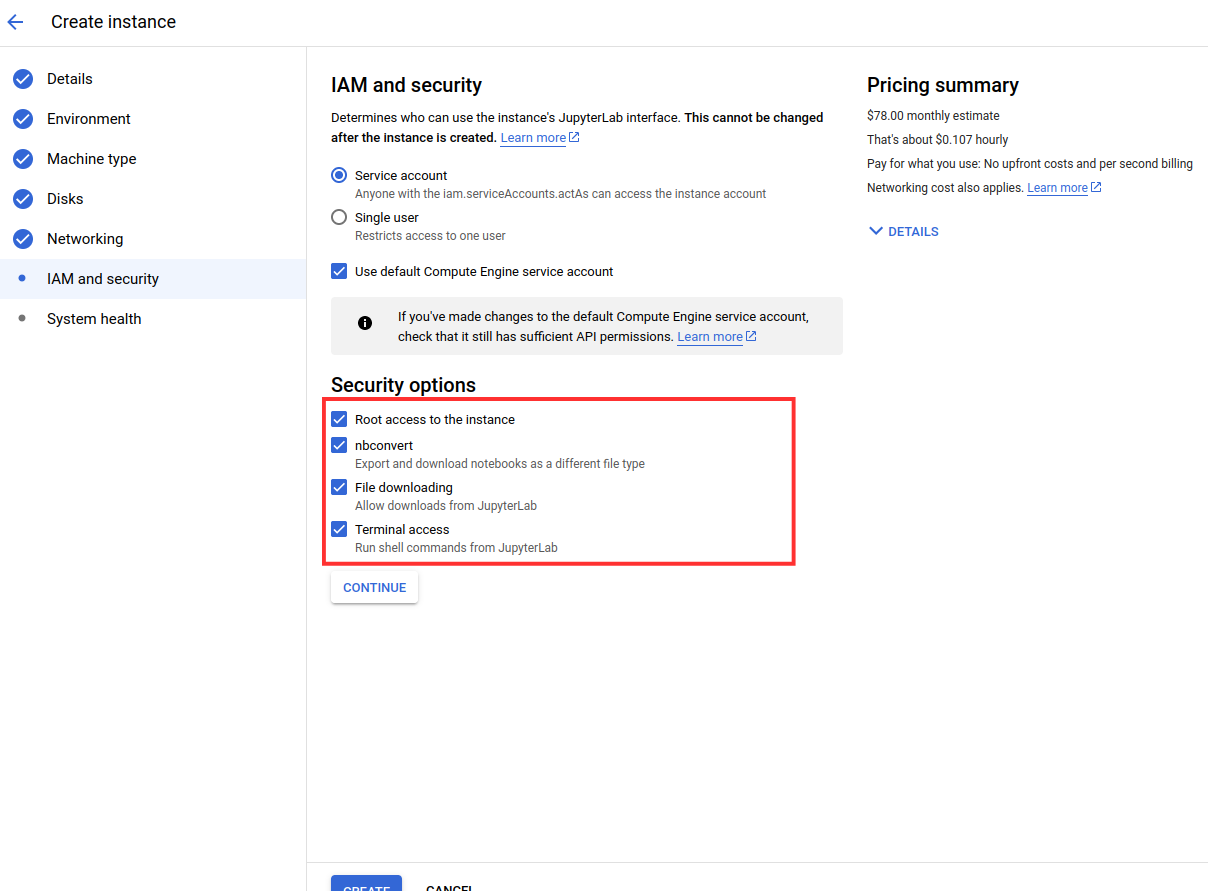 Create instance
Details
Environment
Machine type
Disks
Networking
IAM and security
System health
IAM and security
Determines who can use the instance's JupyterLab interface. This cannot be changed
after the instance is created. Learn more
Service account
Anyone with the iam.serviceAccounts.actAs can access the instance account
Single user
Restricts access to one user
Use default Compute Engine service account
If you've made changes to the default Compute Engine service account,
check that it still has sufficient API permissions. Learn more
Security options
Root access to the instance
nbconvert
Export and download notebooks as a different file type
File downloading
Allow downloads from JupyterLab
Terminal access
Run shell commands from JupyterLab
CONTINUE
Pricing summary
$78.00 monthly estimate
That's about $0.107 hourly
Pay for what you use: No upfront costs and per second billing
Networking cost also applies. Learn more
DETAILS
CREATE
CANCEL